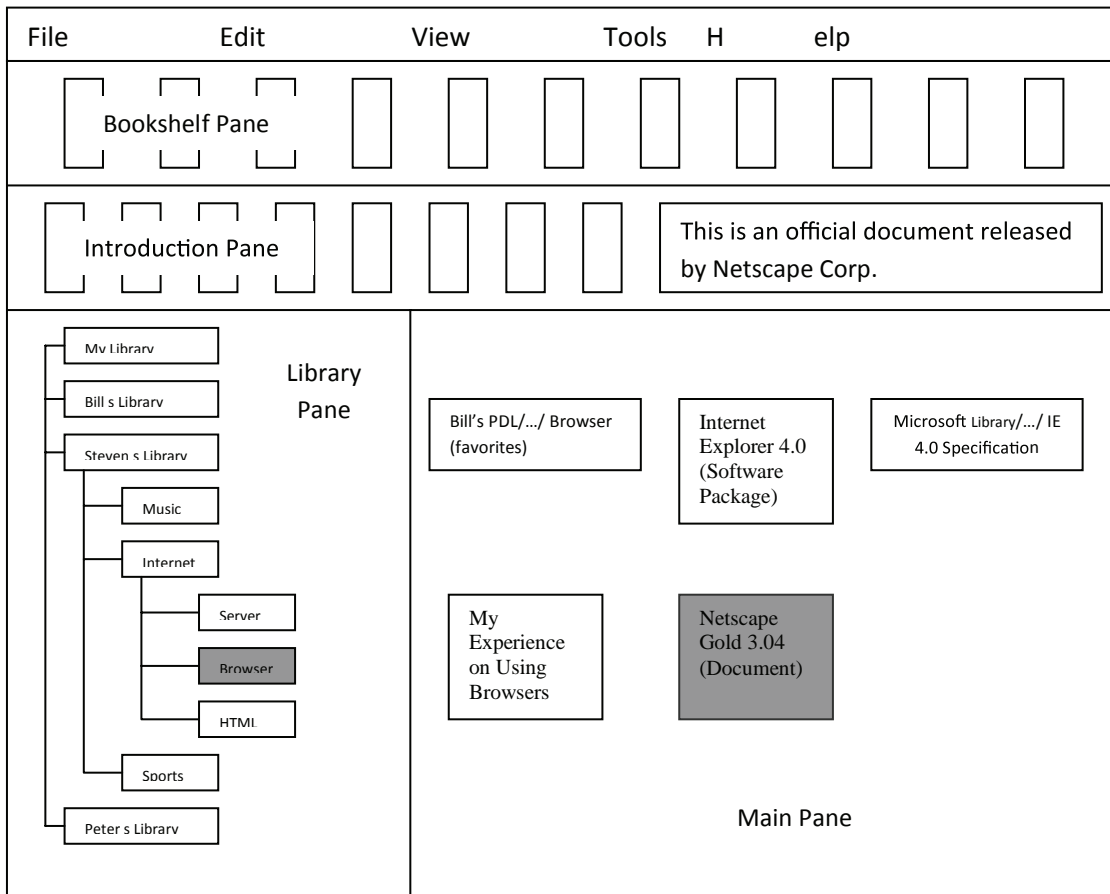 File Edit View Tools H elp
Bookshelf Pane
Introduction Pane
This is an official document released
by Netscape Corp.
My Library
Bill s Library
Steven s Library
Music
Internet
Server
Browser
HTML
Sports
Peter s Library
Library
Pane
Bill's PDL/.../ Browser
(favorites)
Internet
Explorer 4.0
(Software
Package)
Microsoft Library/.../ IE
4.0 Specification
My
Experience
on Using
Browsers
Netscape
Gold 3.04
(Document)
Main Pane